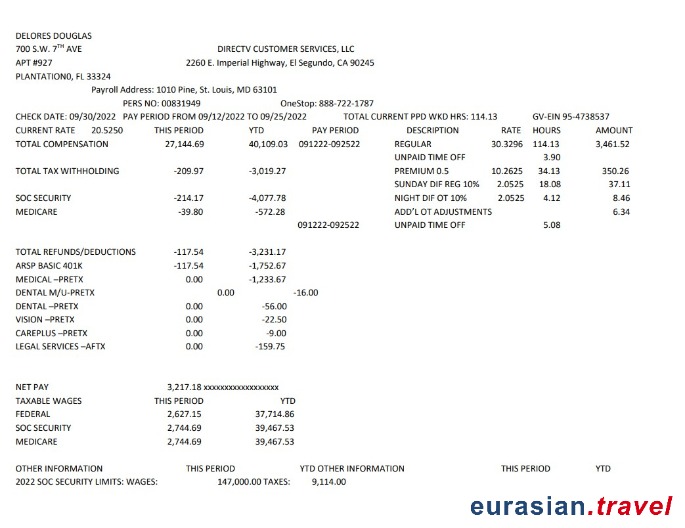 DELORES DOUGLAS
700 S.W. 7TH AVE DIRECTV CUSTOMER SERVICES, LLC
APT #927 2260 E. Imperial Highway, El Segundo, CA 90245
PLANTATION0, FL 33324
Payroll Address: 1010 Pine, St. Louis, MD 63101
PERS NO: 00831949 OneStop: 888-722-1787
CHECK DATE: 09/30/2022 PAY PERIOD FROM 09/12/2022 TO 09/25/2022 TOTAL CURRENT PPD WKD HRS: 114.13 GV-EIN 95-4738537
CURRENT RATE 20.5250 THIS PERIOD YTD PAY PERIOD DESCRIPTION RATE HOURS AMOUNT
TOTAL COMPENSATION 27,144.69 40,109.03 091222-092522 REGULAR 30.3296 114.13 3,461.52
UNPAID TIME OFF 3.90
TOTAL TAX WITHHOLDING -209.97 -3,019.27 PREMIUM 0.5 10.2625 34.13 350.26
SUNDAY DIF REG 10% 2.0525 18.08 37.11
SOC SECURITY -214.17 -4,077.78 NIGHT DIF OT 10% 2.0525 4.12 8.46
MEDICARE -39.80 -572.28 ADD'L OT ADJUSTMENTS 6.34
091222-092522 UNPAID TIME OFF 5.08
TOTAL REFUNDS/DEDUCTIONS -117.54 -3,231.17
ARSP BASIC 401K -117.54 -1,752.67
MEDICAL –PRETX 0.00 -1,233.67
DENTAL M/U-PRETX 0.00 -16.00
DENTAL –PRETX 0.00 -56.00
VISION –PRETX 0.00 -22.50
CAREPLUS –PRETX 0.00 -9.00
LEGAL SERVICES –AFTX 0.00 -159.75
NET PAY 3,217.18 xxxxxxxxxxxxxxxxxx
TAXABLE WAGES THIS PERIOD YTD
FEDERAL 2,627.15 37,714.86
SOC SECURITY 2,744.69 39,467.53
MEDICARE 2,744.69 39,467.53
OTHER INFORMATION THIS PERIOD YTD OTHER INFORMATION THIS PERIOD YTD
2022 SOC SECURITY LIMITS: WAGES: 147,000.00 TAXES: 9,114.00
eurasian.travel